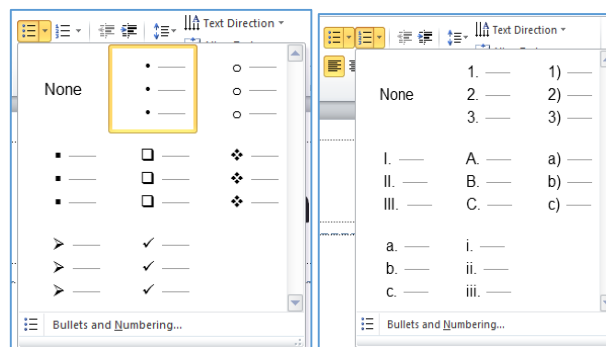 Text Direction
None
Bullets and Numbering...
Text Direction
None
1.
2.
3.
1)
2)
3)
I.
II.
III.
A.
B.
C.
a)
b)
c)
a.
b.
c.
i.
ii.
iii.
Bullets and Numbering...